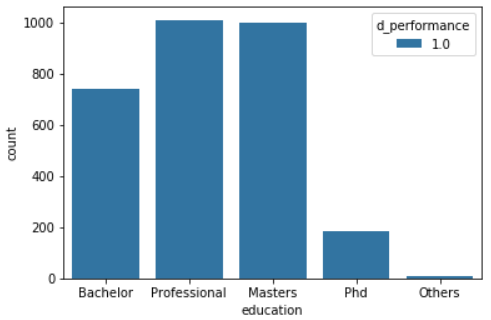 d_performance
1.0
1000
800
600
400
200
0
count
Bachelor Professional Masters Phd Others
education